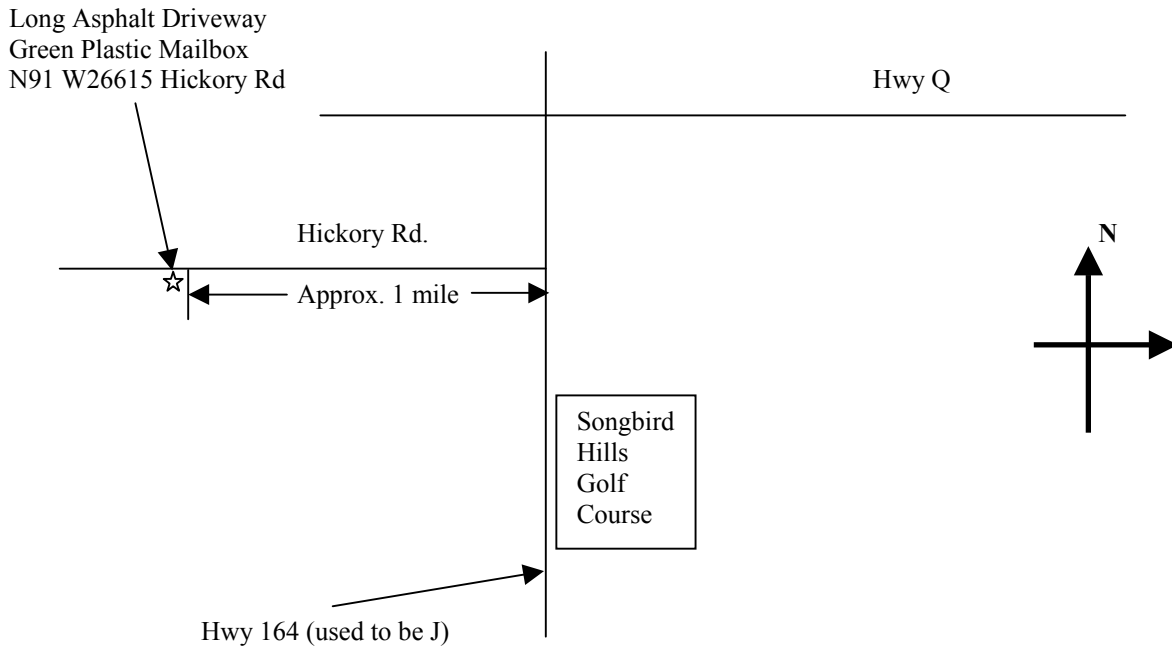 Long Asphalt Driveway
Green Plastic Mailbox
N91 W26615 Hickory Rd
Hwy Q
Hickory Rd.
N
Approx. 1 mile
Songbird
Hills
Golf
Course
Hwy 164 (used to be J)